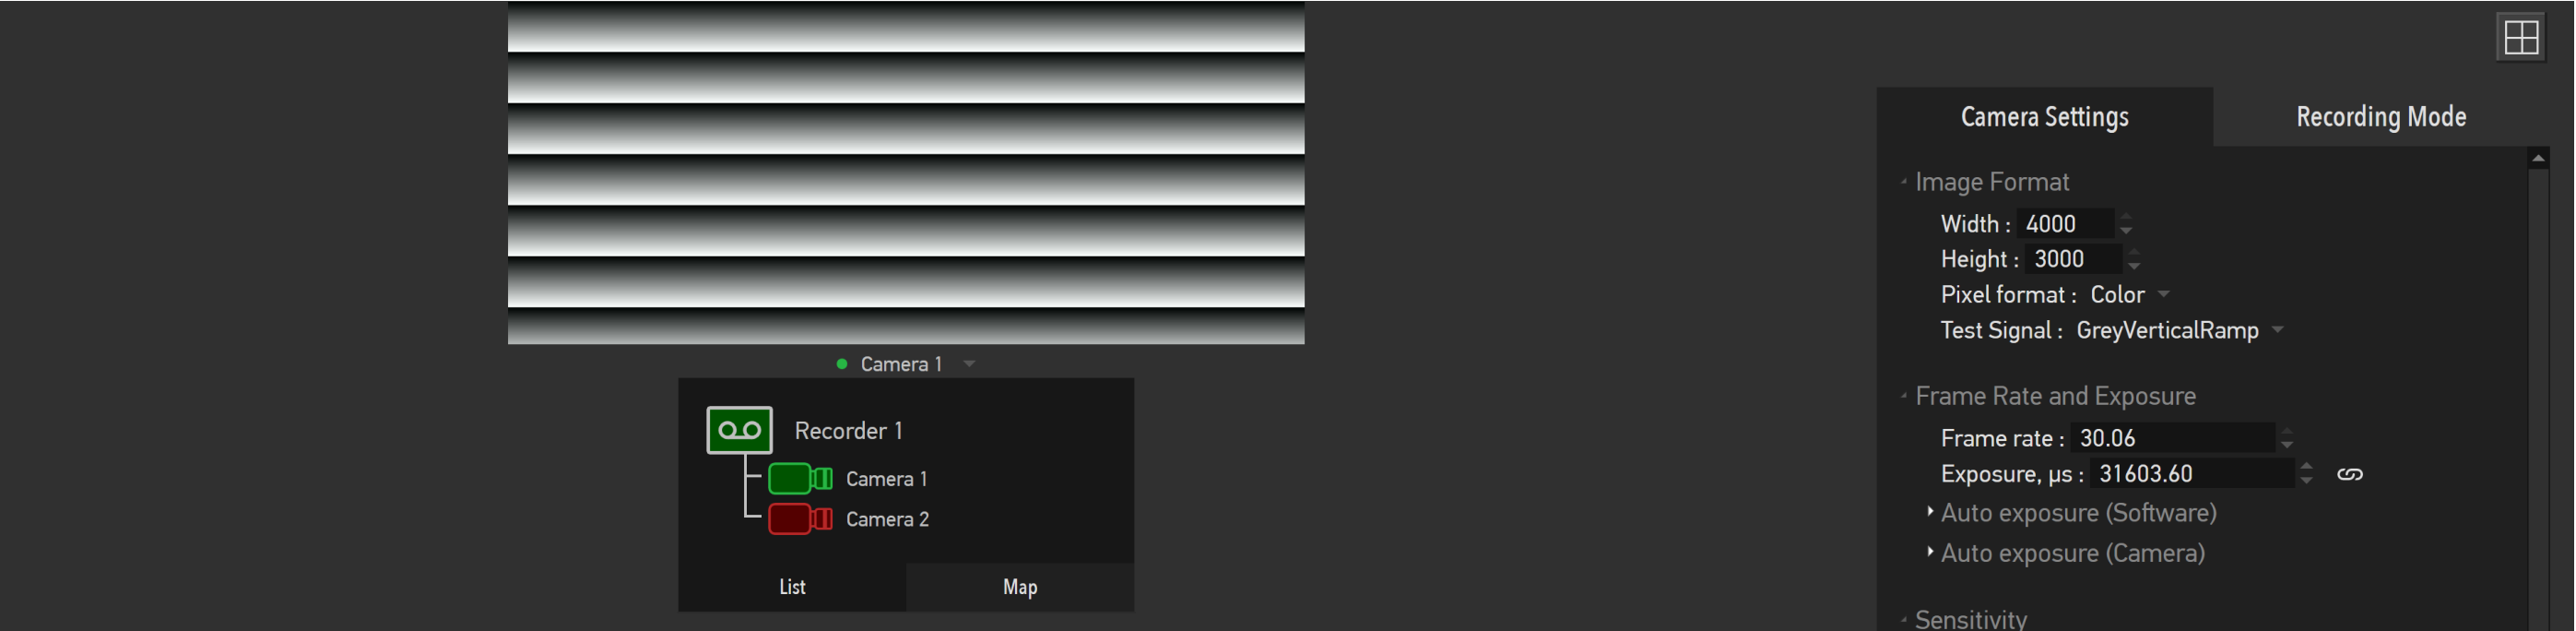 Camera 1
Recorder 1
Camera 1
Camera 2
List
Map
Camera Settings
Recording Mode
Image Format
Width : 4000
Height : 3000
Pixel format : Color
Test Signal : GreyVerticalRamp
Frame Rate and Exposure
Frame rate : 30.06
Exposure, µs : 31603.60
Auto exposure (Software)
Auto exposure (Camera)
Sensitivity